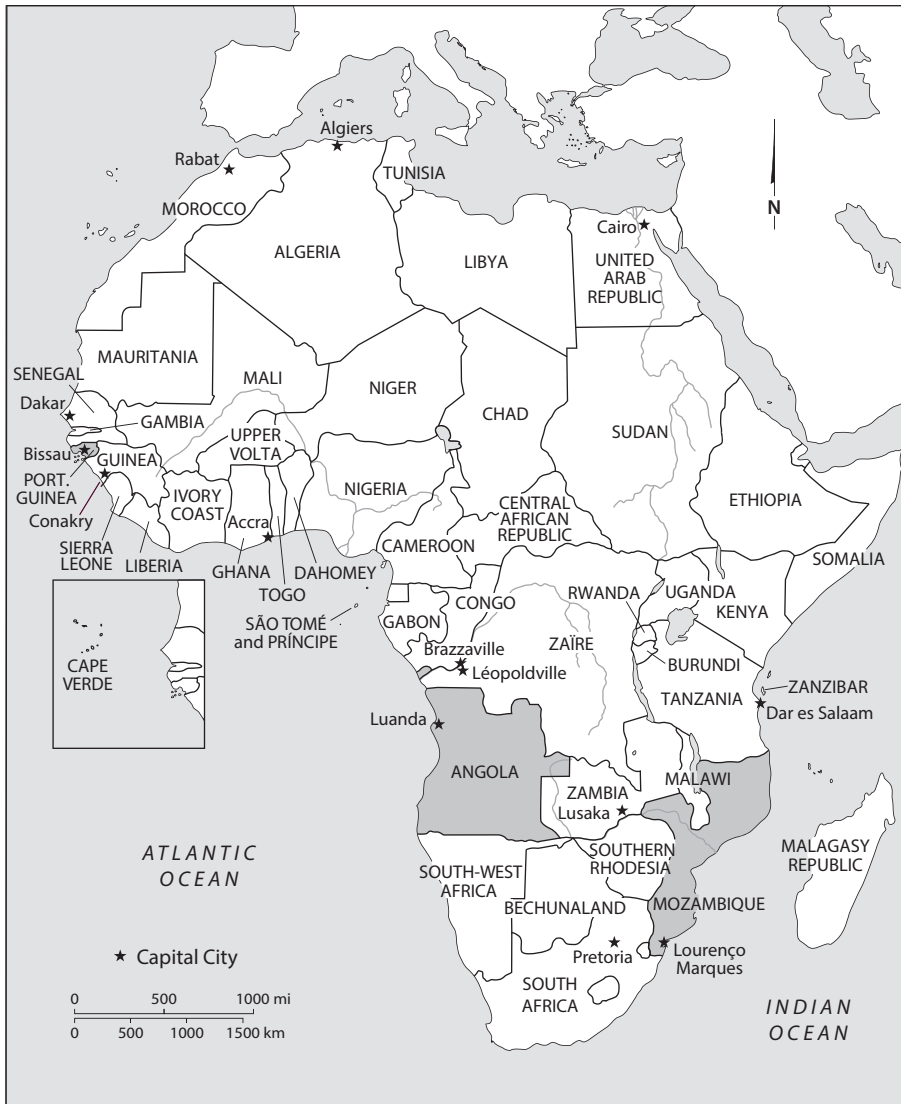 Algiers
Rabat
TUNISIA
MOROCCO
N
Cairo
ALGERIA
LIBYA
UNITED
ARAB
REPUBLIC
MAURITANIA
SENEGAL
MALI
NIGER
Dakar
CHAD
GAMBIA
SUDAN
UPPER
VOLTA
Bissau
GUINEA
PORT.
GUINEA
NIGERIA
IVORY
COAST
ETHIOPIA
CENTRAL
AFRICAN
REPUBLIC
Conakry
Accra
CAMEROON
SIERRA
LEONE
LIBERIA
GHANA
DAHOMEY
SOMALIA
TOGO
RWANDA
UGANDA
KENYA
CONGO
SÃO TOMÉ
and PRÍNCIPE
GABON
ZAÏRE
Brazzaville
Léopoldville
BURUNDI
CAPE
VERDE
TANZANIA
ZANZIBAR
Dar es Salaam
Luanda
ANGOLA
MALAWI
ZAMBIA
Lusaka
ATLANTIC
OCEAN
SOUTHERN
RHODESIA
MALAGASY
REPUBLIC
SOUTH-WEST
AFRICA
BECHUNALAND
MOZAMBIQUE
Capital City
Pretoria
Lourenço
Marques
SOUTH
AFRICA
0 500 1000 mi
0 500 1000 1500 km
INDIAN
OCEAN